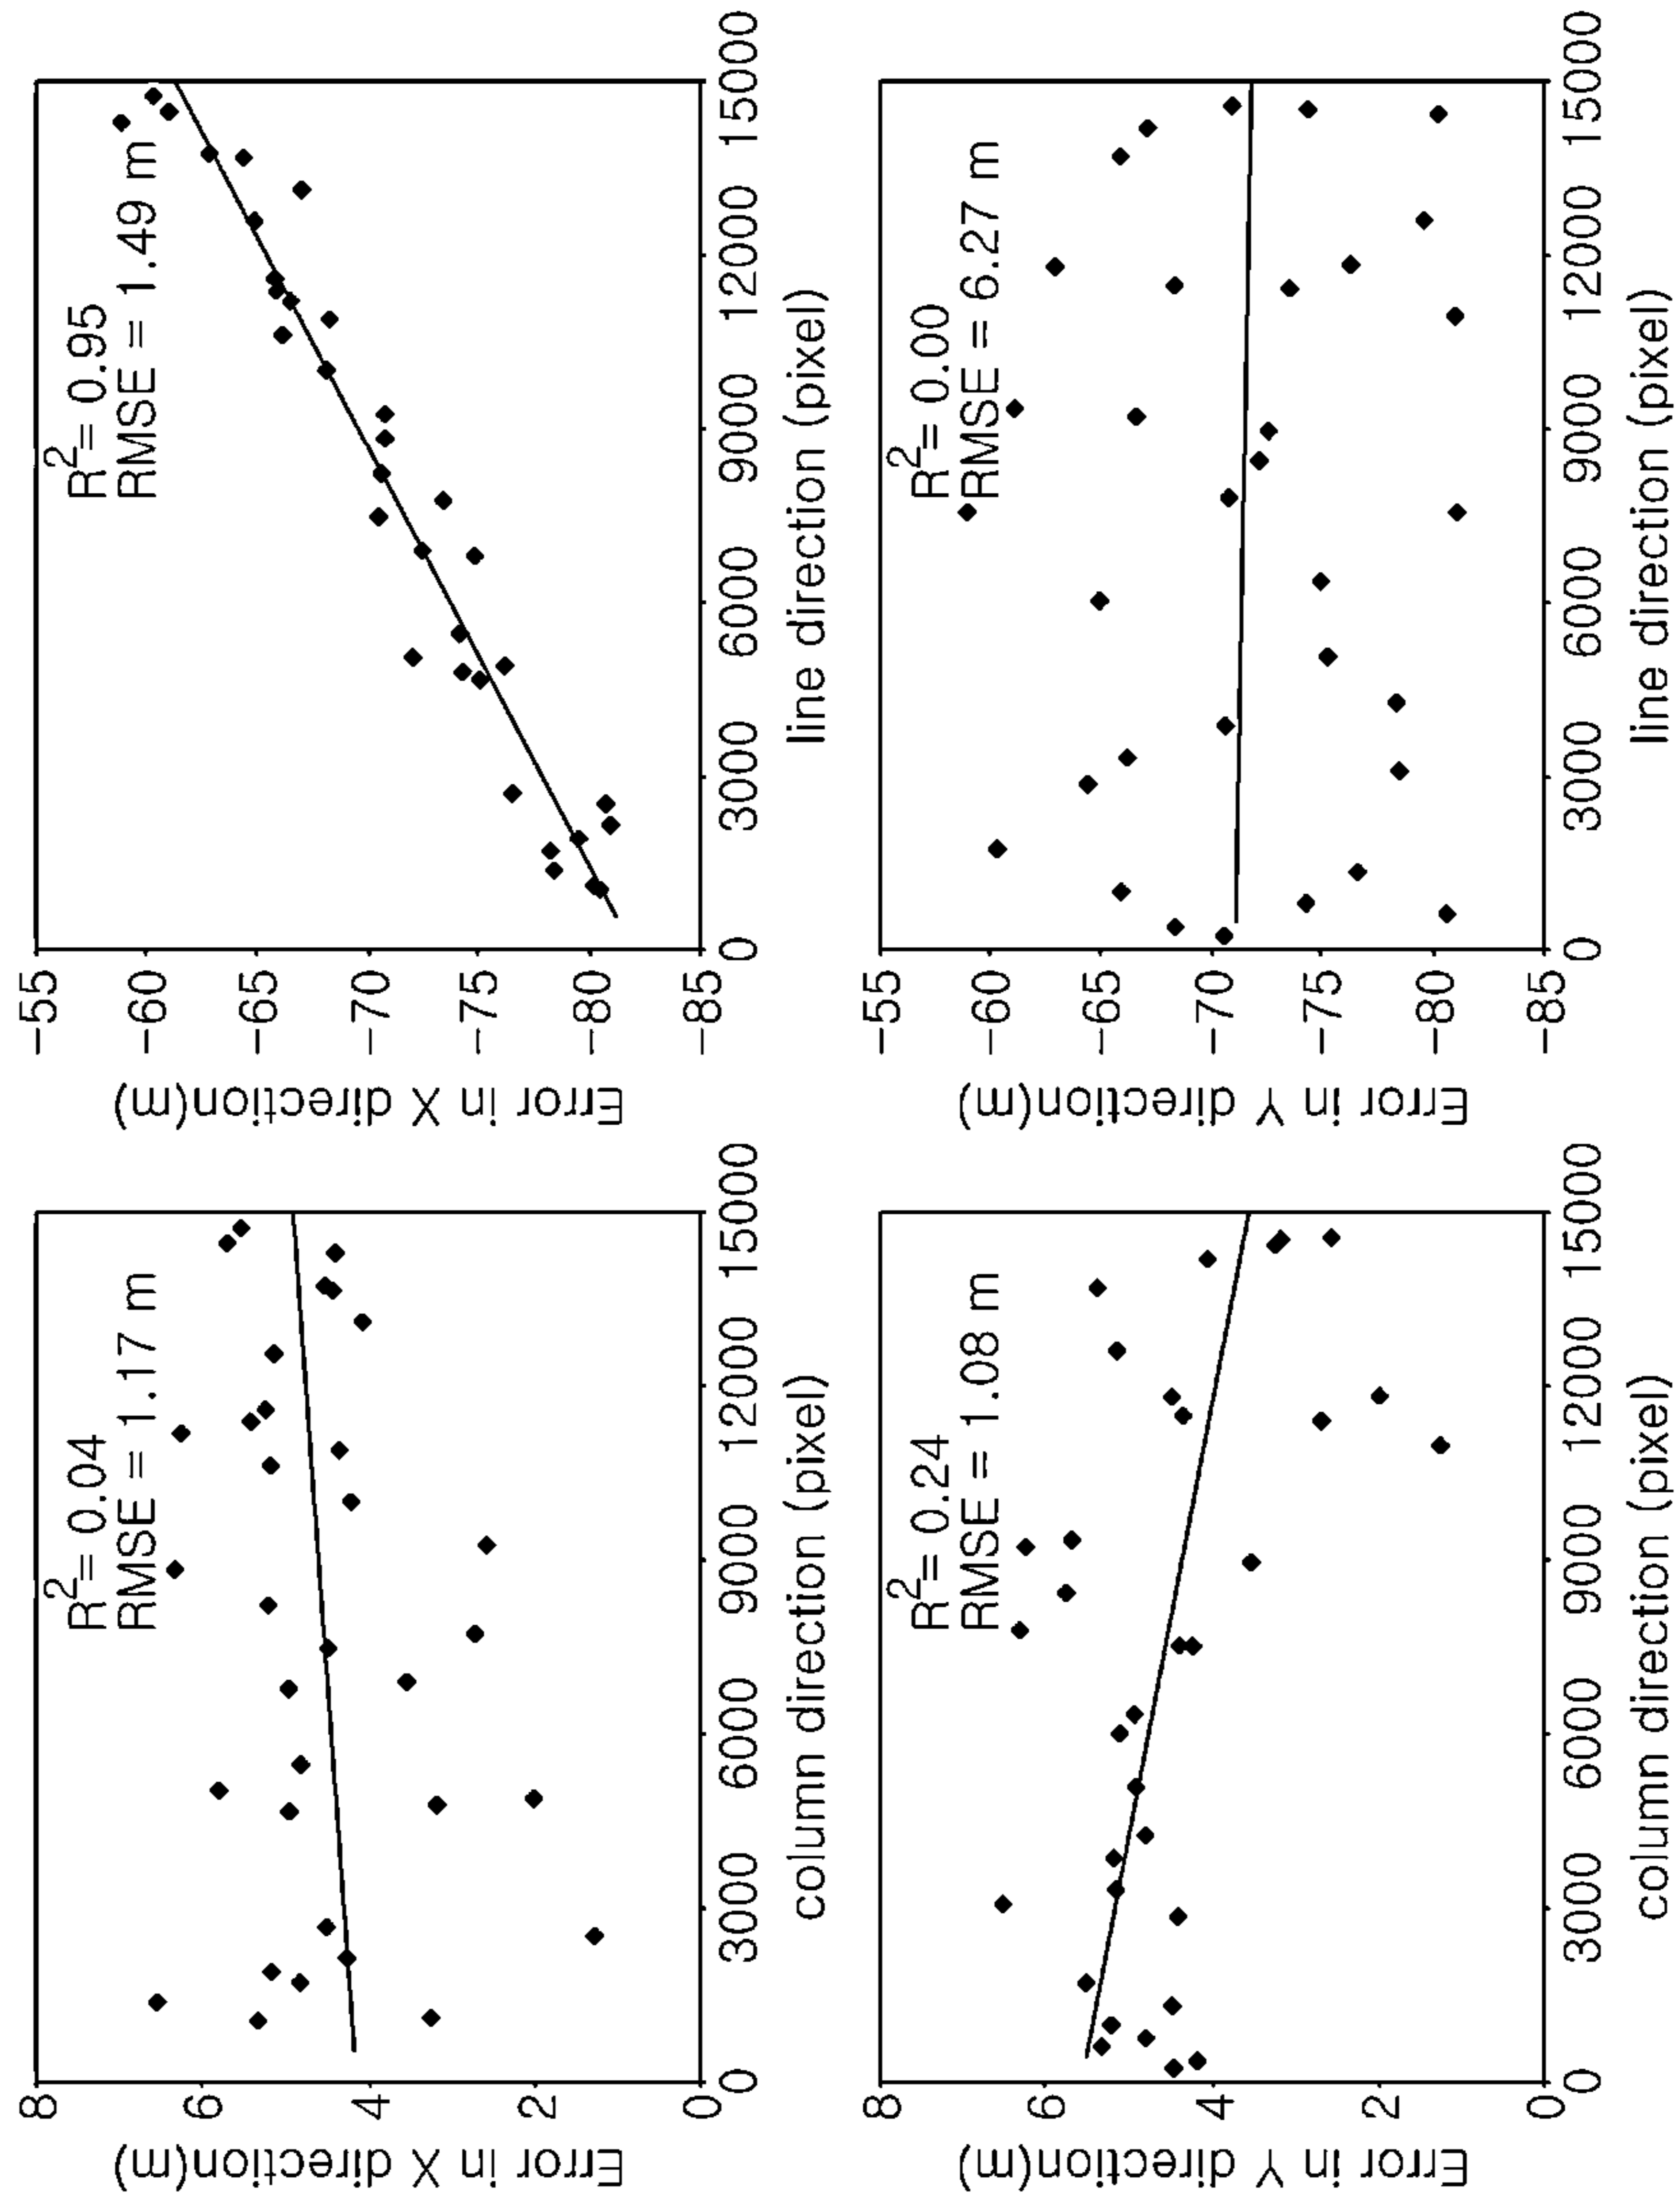 Error in X direction(m)
8
6
4
2
0
R²= 0.04
RMSE = 1.17 m
0 3000 6000 9000 12000 15000
column direction (pixel)
Error in X direction(m)
-55
-60
-65
-70
-75
-80
-85
R²= 0.95
RMSE = 1.49 m
0 3000 6000 9000 12000 15000
line direction (pixel)
Error in Y direction(m)
8
6
4
2
0
R²= 0.24
RMSE = 1.08 m
0 3000 6000 9000 12000 15000
column direction (pixel)
Error in Y direction(m)
-55
-60
-65
-70
-75
-80
-85
R²= 0.00
RMSE = 6.27 m
0 3000 6000 9000 12000 15000
line direction (pixel)